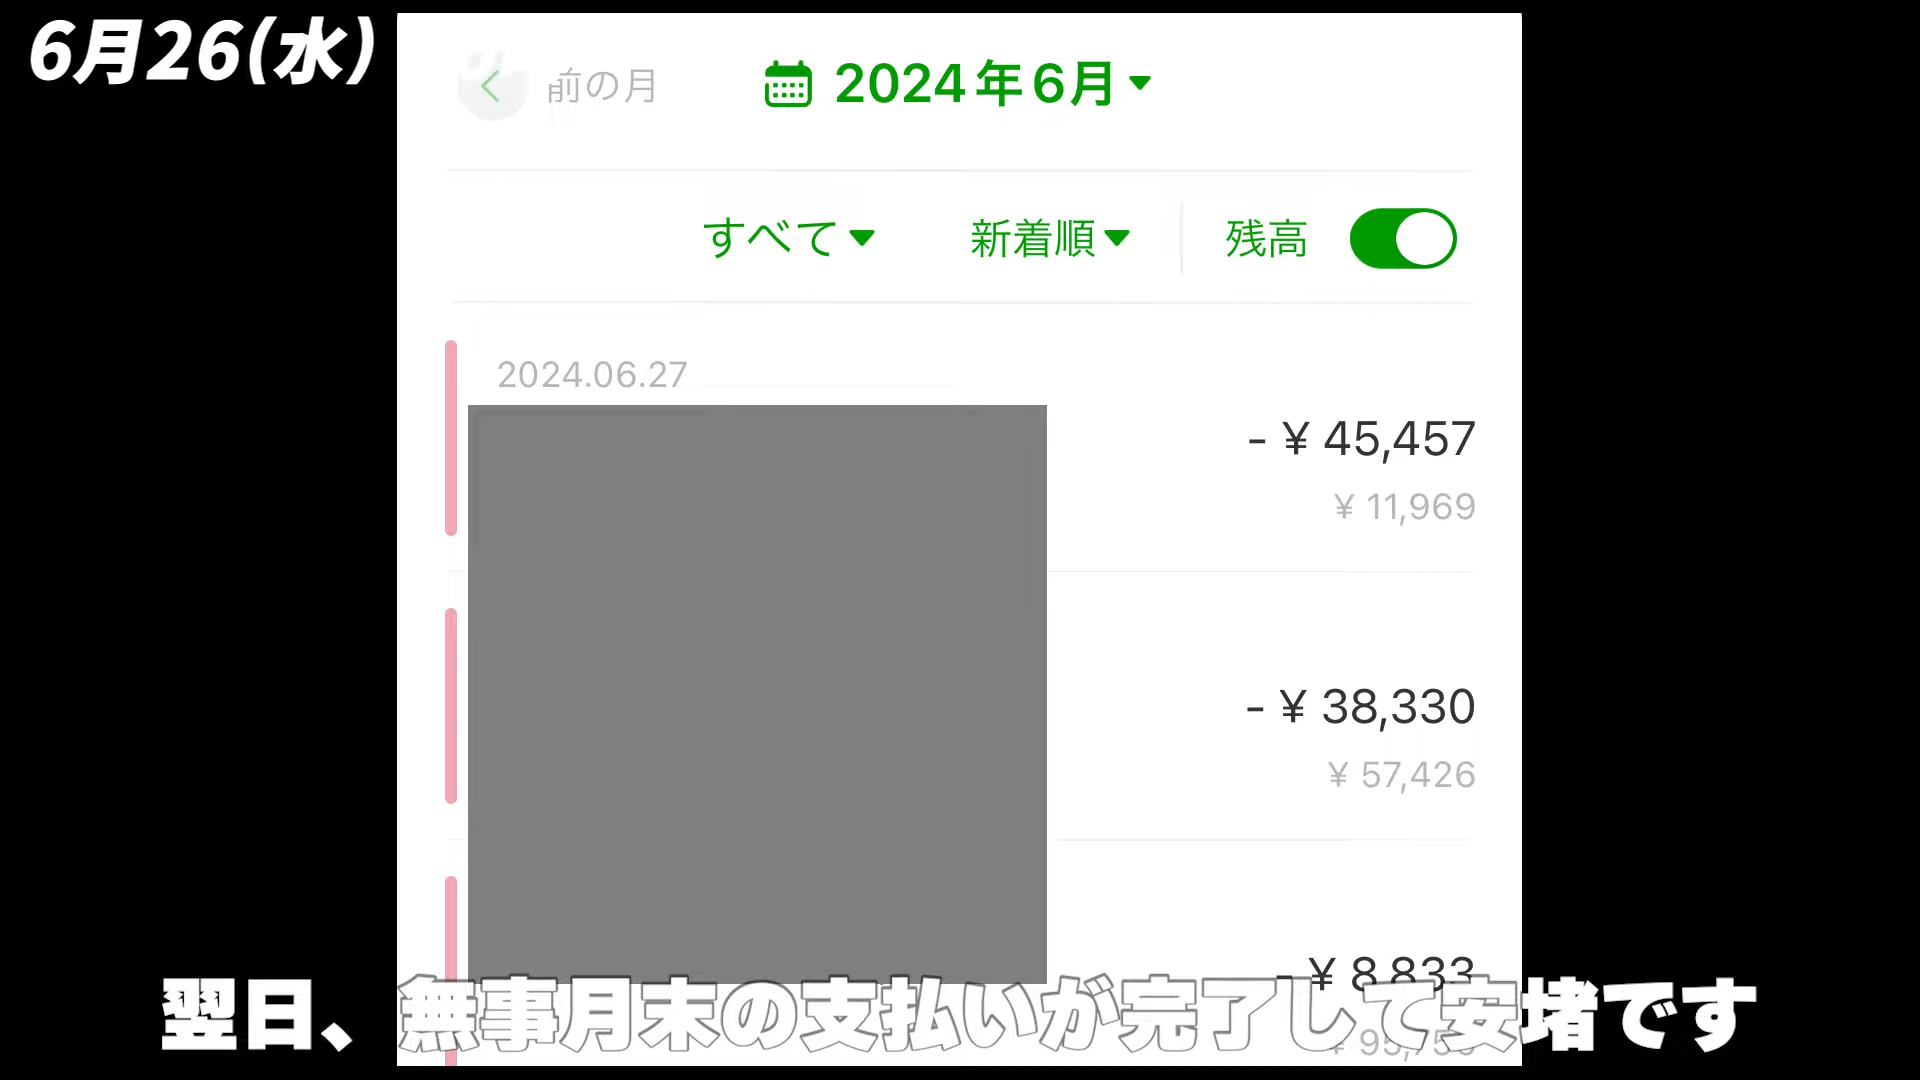 6月26(水)
前の月
2024年6月
すべて
新着順
残高
2024.06.27
- ¥ 45,457
¥ 11,969
- ¥ 38,330
¥ 57,426
- ¥ 8,833
翌日、無事月末の支払いが完了して安堵です